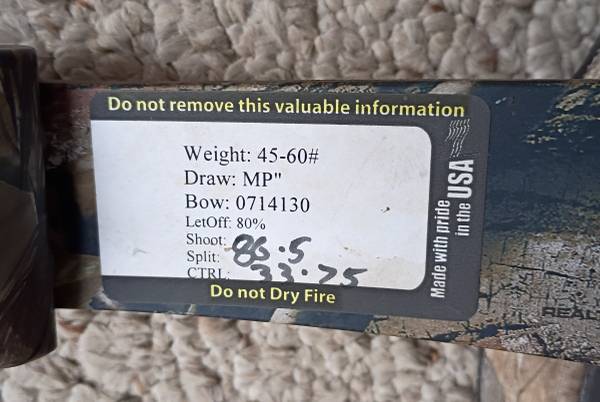 Do not remove this valuable information
Weight: 45-60#
Draw: MP"
Bow: 0714130
LetOff: 80%
Shoot:
Split: 86.5
CTRL: 33.75
Do not Dry Fire
Made with pride
in the USA
REAL